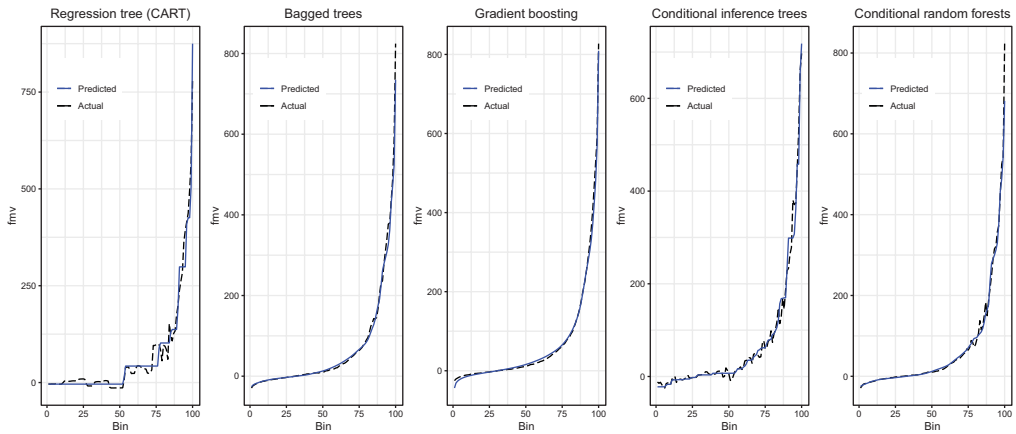 Regression tree (CART)
750
500
250
0
fmv
Predicted
Actual
0 25 50 75 100
Bin
Bagged trees
800
600
400
200
0
fmv
Predicted
Actual
0 25 50 75 100
Bin
Gradient boosting
800
600
400
200
0
fmv
Predicted
Actual
0 25 50 75 100
Bin
Conditional inference trees
600
400
200
0
fmv
Predicted
Actual
0 25 50 75 100
Bin
Conditional random forests
800
600
400
200
0
fmv
Predicted
Actual
0 25 50 75 100
Bin